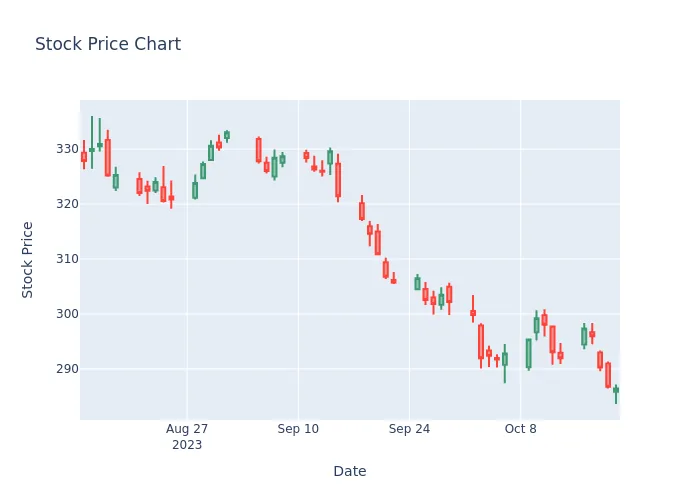 Stock Price Chart
330
320
310
300
290
Stock Price
Aug 27
2023
Sep 10
Sep 24
Oct 8
Date